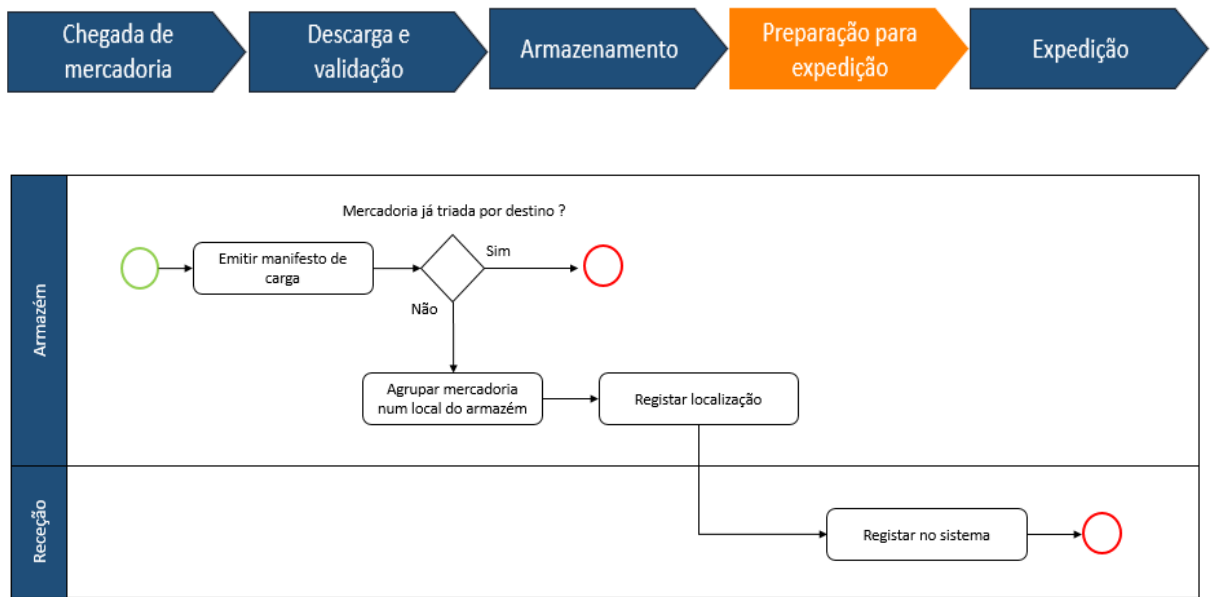 Chegada de
mercadoria
Descarga e
validação
Armazenamento
Preparação para
expedição
Expedição
Armazém
Mercadoria já triada por destino ?
Emitir manifesto de
carga
Sim
Não
Agrupar mercadoria
num local do armazém
Registar localização
Receção
Registar no sistema